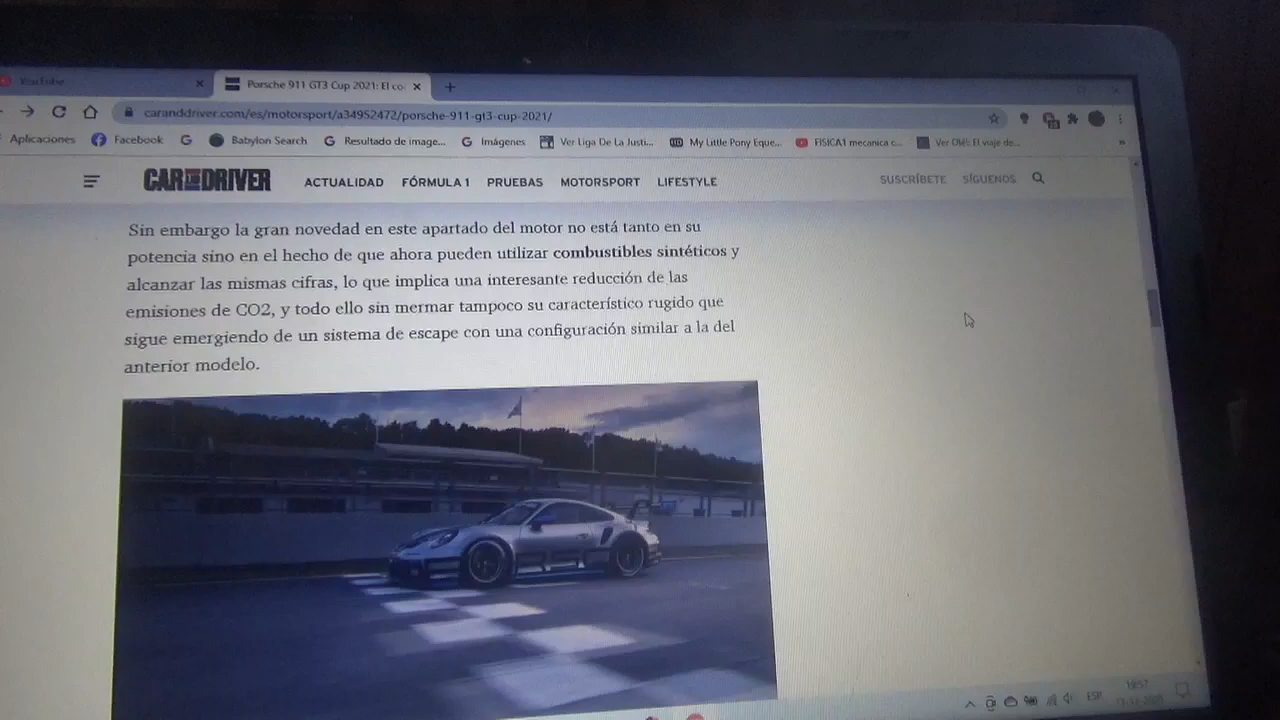 YouTube
Porsche 911 GT3 Cup 2021: El co
caranddriver.com/es/motorsport/a34952472/porsche-911-gt3-cup-2021/
Aplicaciones Facebook Babylon Search Resultado de image... Imágenes Ver Liga De La Justi... My Little Pony Eque... FISICA1 mecanica c... Ver Olé! El viaje de... »
CAR AND DRIVER ACTUALIDAD FÓRMULA 1 PRUEBAS MOTORSPORT LIFESTYLE SUSCRÍBETE SÍGUENOS
Sin embargo la gran novedad en este apartado del motor no está tanto en su
potencia sino en el hecho de que ahora pueden utilizar combustibles sintéticos y
alcanzar las mismas cifras, lo que implica una interesante reducción de las
emisiones de CO2, y todo ello sin mermar tampoco su característico rugido que
sigue emergiendo de un sistema de escape con una configuración similar a la del
anterior modelo.
ESP